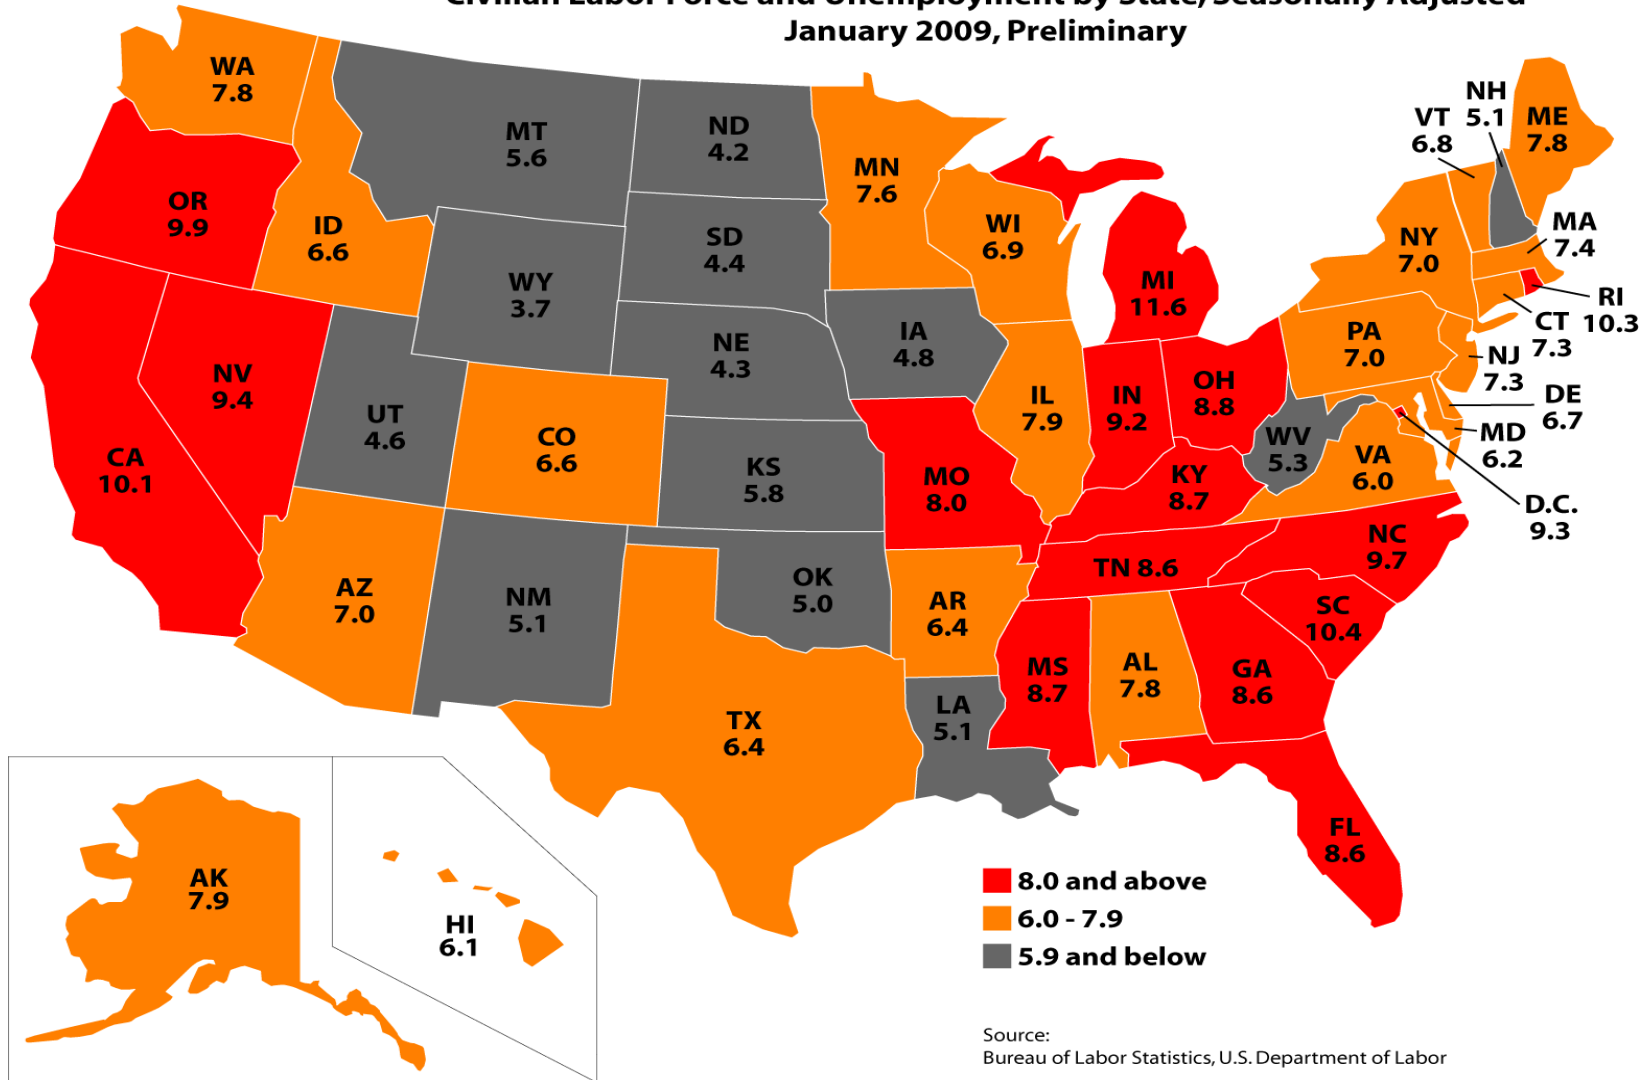 Civilian Labor Force and Unemployment by State, Seasonally Adjusted
January 2009, Preliminary
WA
7.8
OR
9.9
ID
6.6
MT
5.6
ND
4.2
MN
7.6
SD
4.4
WY
3.7
WI
6.9
MI
11.6
NH
5.1
VT
6.8
ME
7.8
MA
7.4
NY
7.0
RI
10.3
CT
7.3
NJ
7.3
PA
7.0
DE
6.7
MD
6.2
D.C.
9.3
NE
4.3
IA
4.8
NV
9.4
UT
4.6
CA
10.1
CO
6.6
KS
5.8
MO
8.0
IL
7.9
IN
9.2
OH
8.8
WV
5.3
VA
6.0
KY
8.7
NC
9.7
TN 8.6
SC
10.4
AZ
7.0
NM
5.1
OK
5.0
AR
6.4
MS
8.7
AL
7.8
GA
8.6
LA
5.1
TX
6.4
FL
8.6
AK
7.9
HI
6.1
8.0 and above
6.0 - 7.9
5.9 and below
Source:
Bureau of Labor Statistics, U.S. Department of Labor